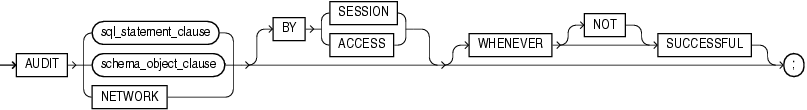 AUDIT
sql_statement_clause
schema_object_clause
NETWORK
BY
SESSION
ACCESS
WHENEVER
NOT
SUCCESSFUL
;